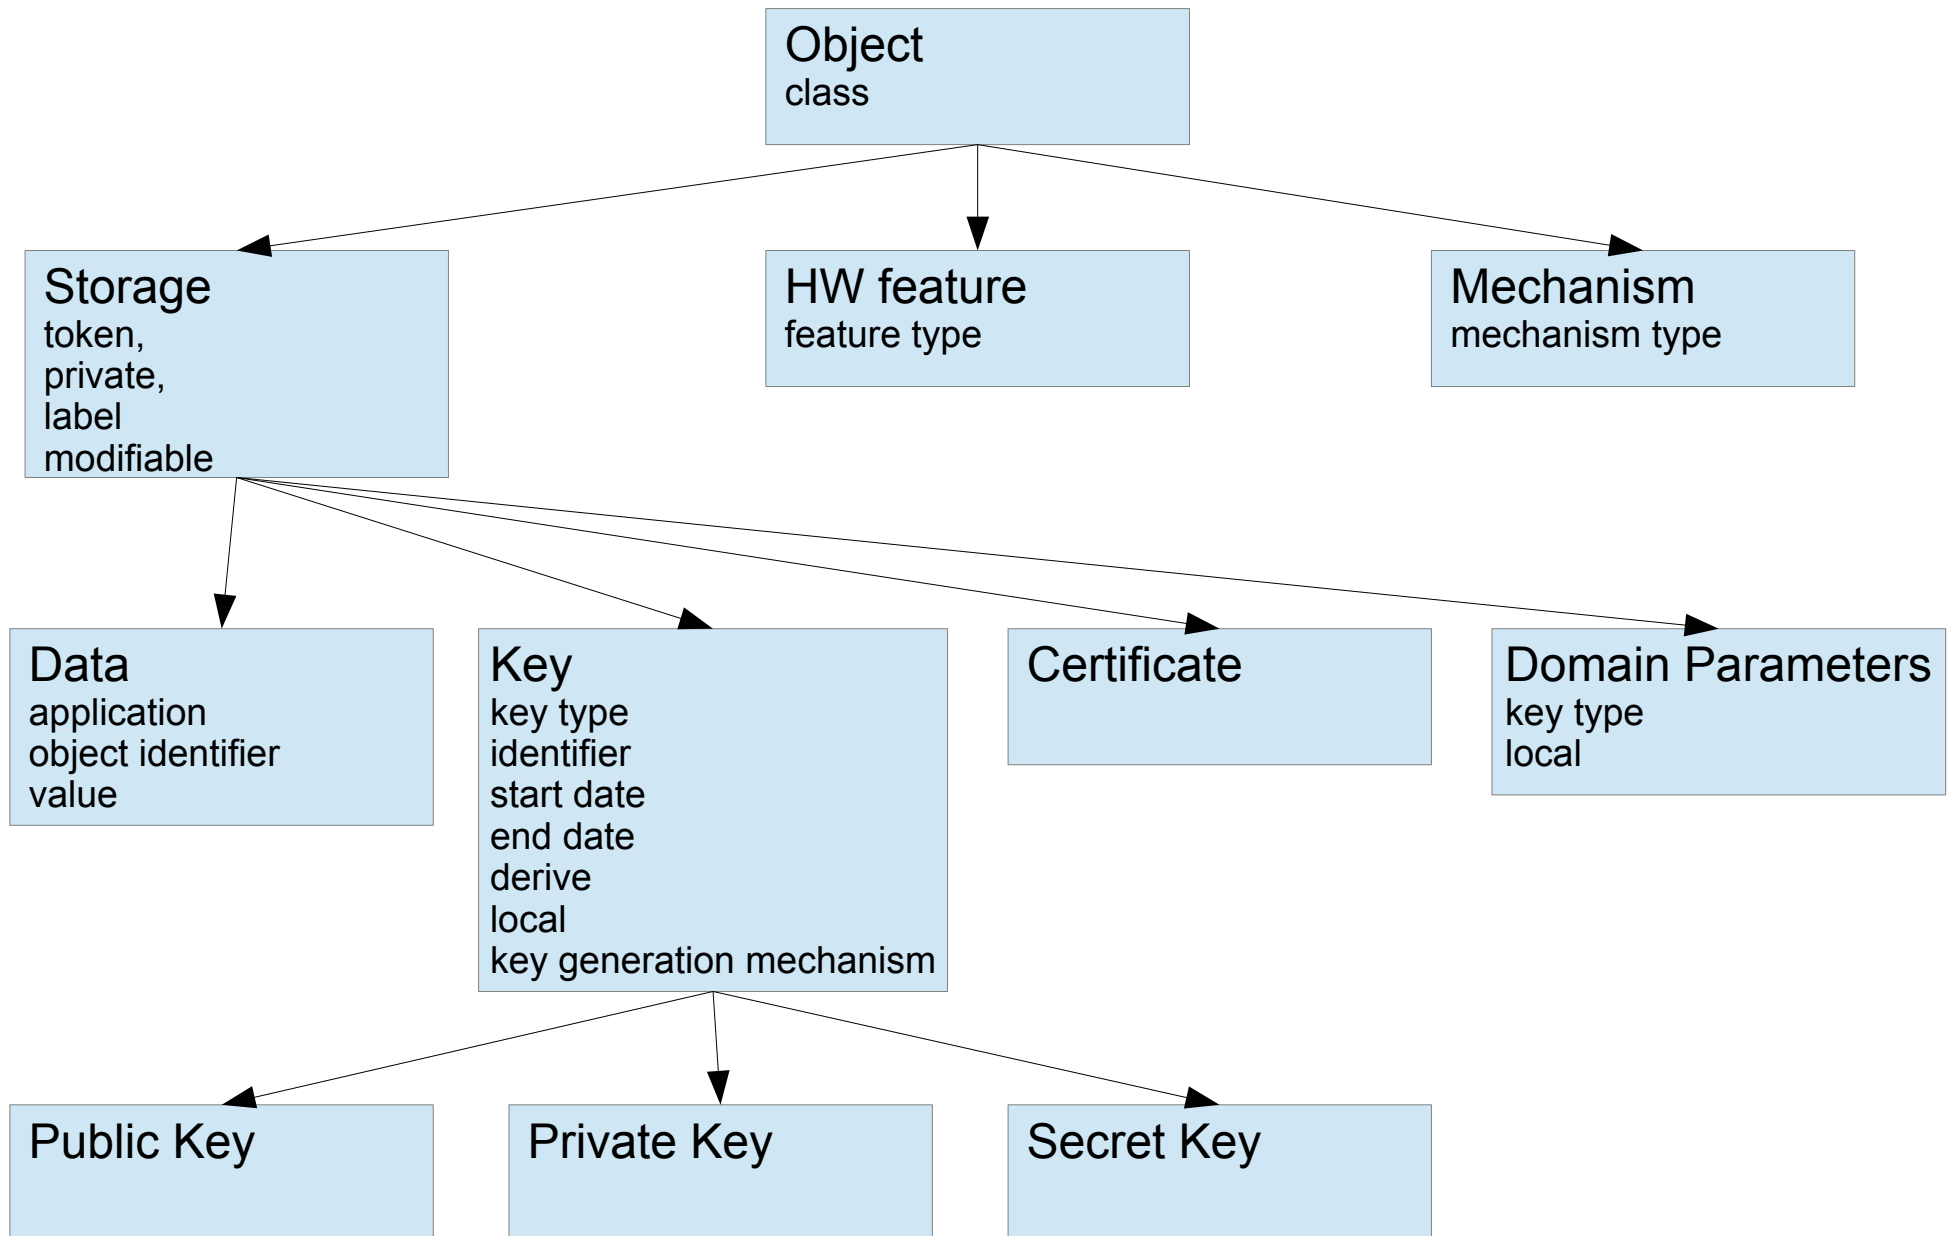 Object
class
Storage
token,
private,
label
modifiable
HW feature
feature type
Mechanism
mechanism type
Data
application
object identifier
value
Key
key type
identifier
start date
end date
derive
local
key generation mechanism
Certificate
Domain Parameters
key type
local
Public Key
Private Key
Secret Key